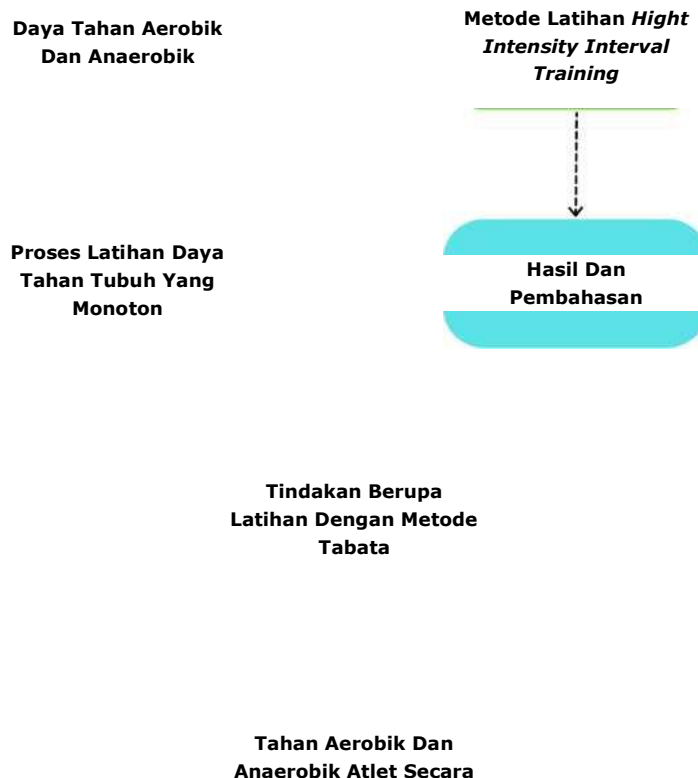 Daya Tahan Aerobik
Dan Anaerobik
Metode Latihan Hight
Intensity Interval
Training
Proses Latihan Daya
Tahan Tubuh Yang
Monoton
Hasil Dan
Pembahasan
Tindakan Berupa
Latihan Dengan Metode
Tabata
Tahan Aerobik Dan
Anaerobik Atlet Secara